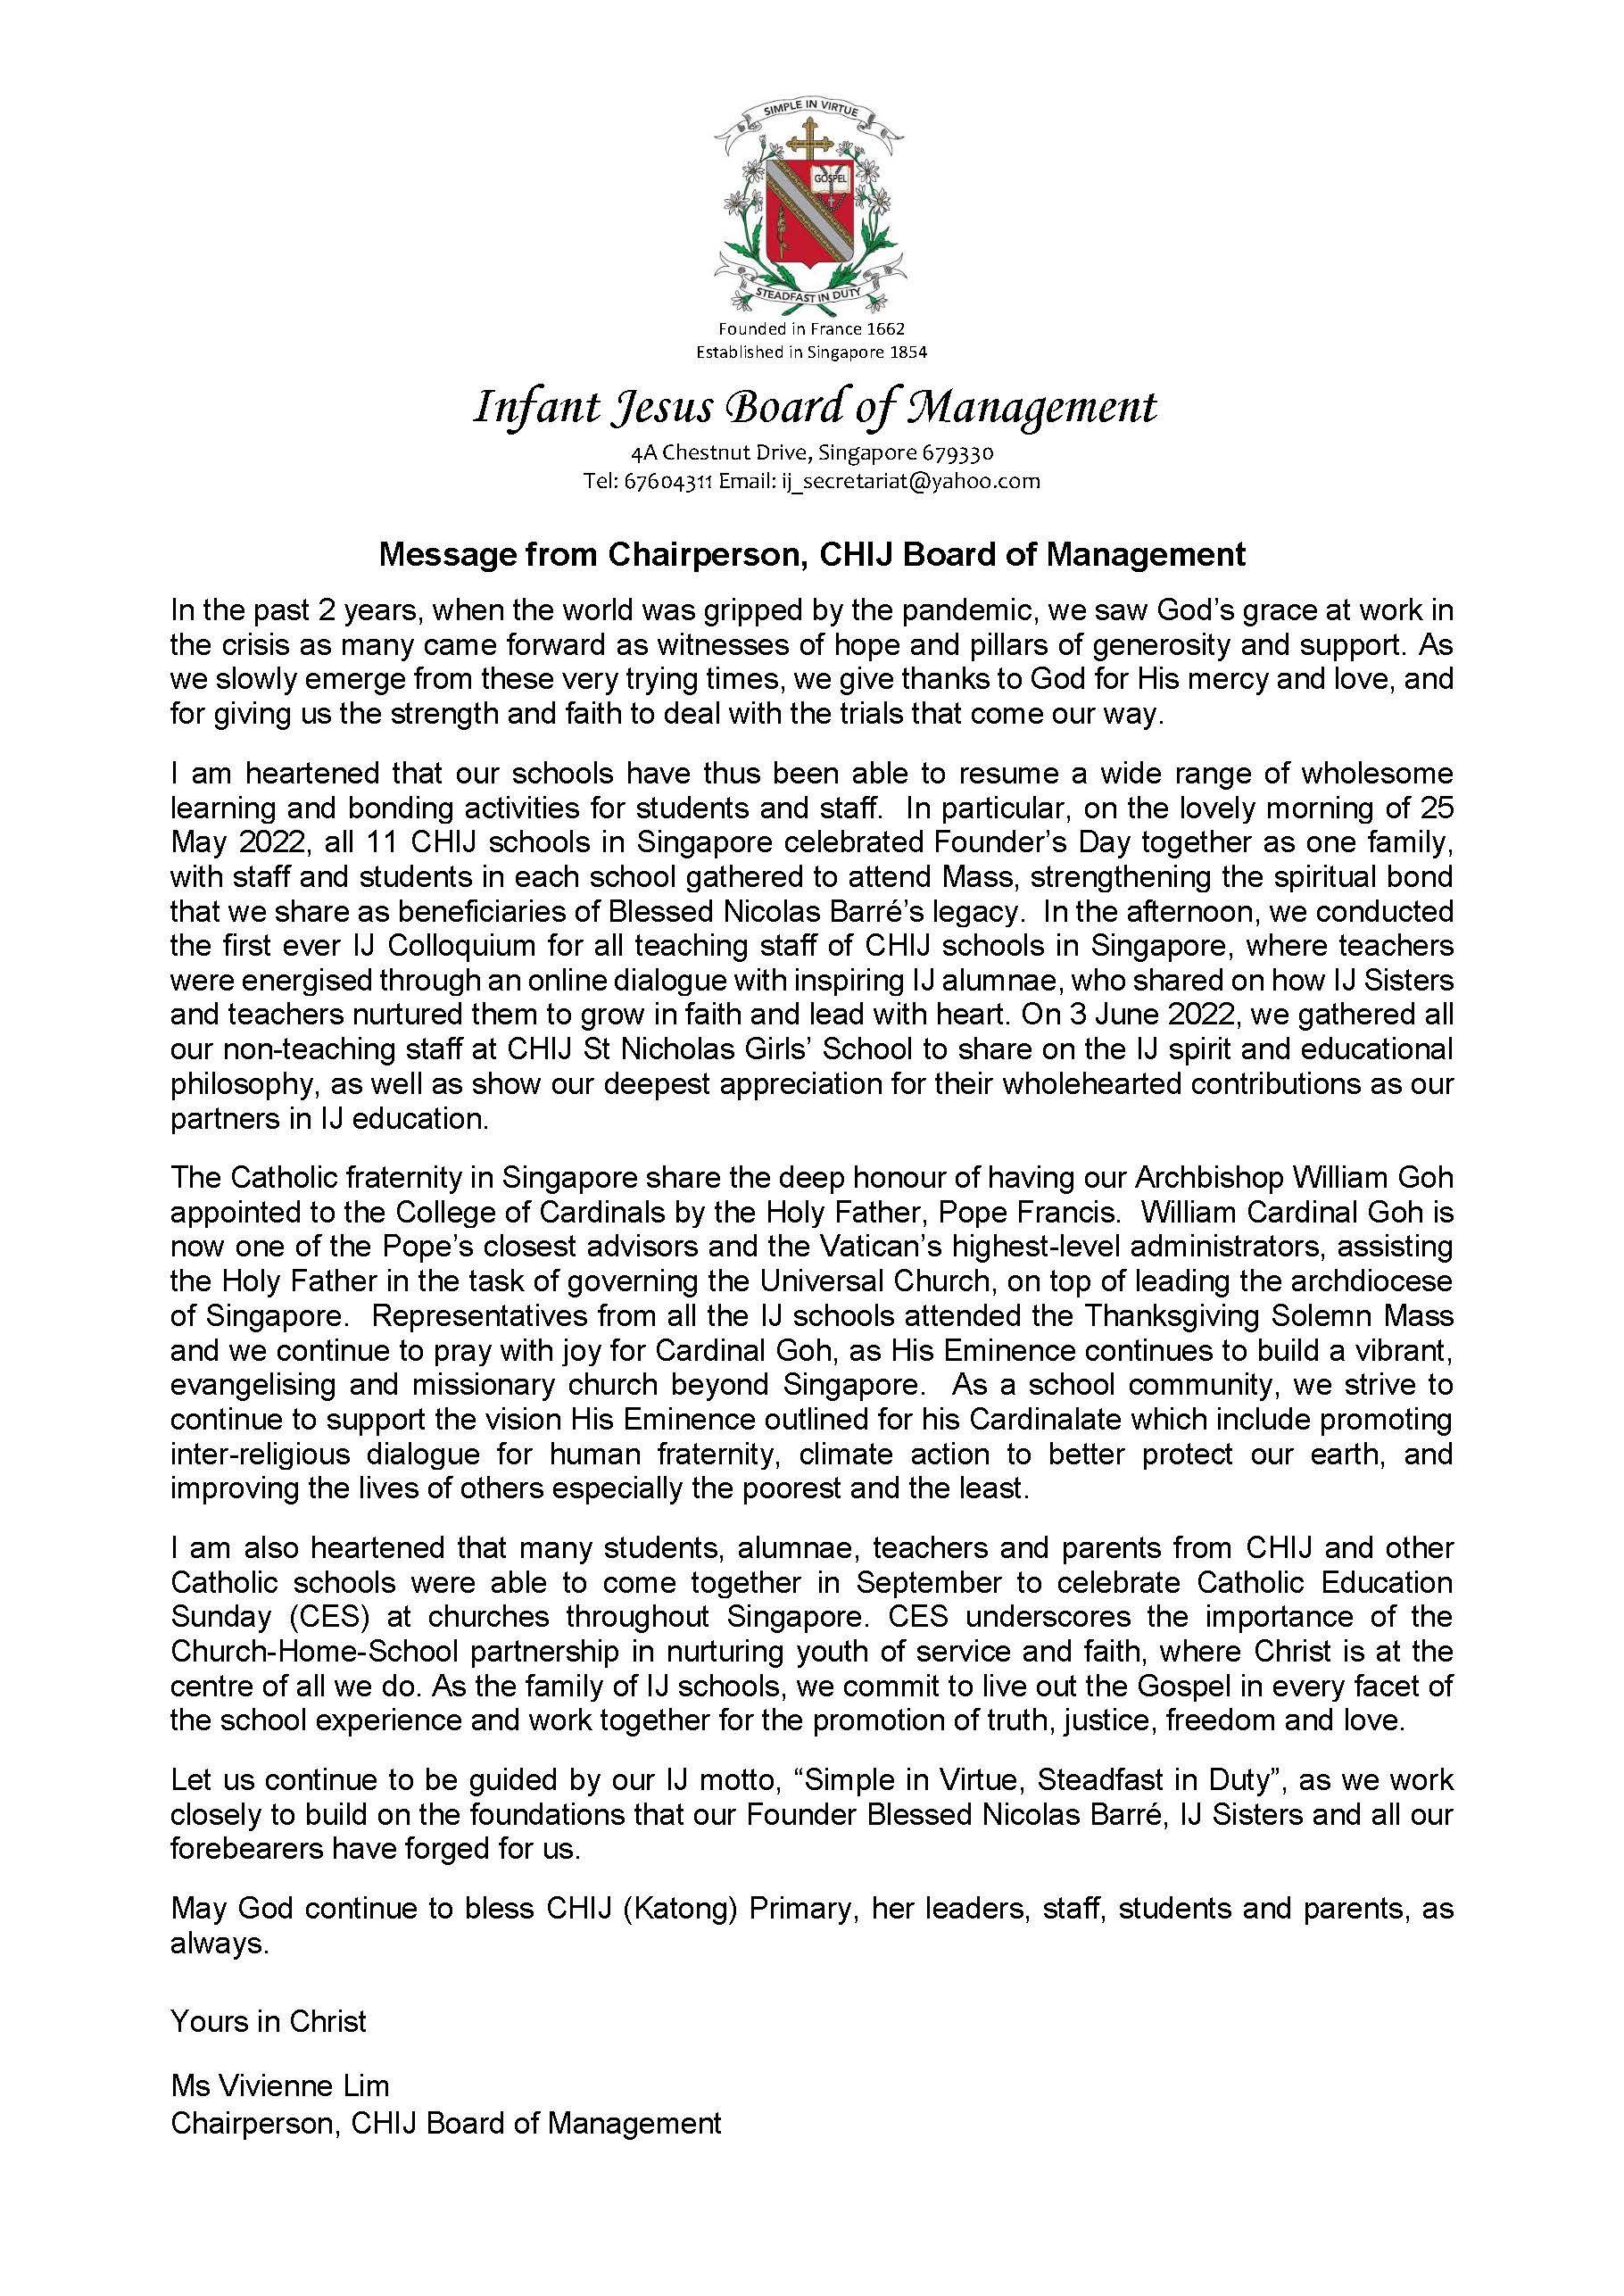 SIMPLE IN VIRTUE
GOSPEL
STEADFAST IN DUTY
Founded in France 1662
Established in Singapore 1854
Infant Jesus Board of Management
4A Chestnut Drive, Singapore 679330
Tel: 67604311 Email: ij_secretariat@yahoo.com
Message from Chairperson, CHIJ Board of Management
In the past 2 years, when the world was gripped by the pandemic, we saw God’s grace at work in
the crisis as many came forward as witnesses of hope and pillars of generosity and support. As
we slowly emerge from these very trying times, we give thanks to God for His mercy and love, and
for giving us the strength and faith to deal with the trials that come our way.
I am heartened that our schools have thus been able to resume a wide range of wholesome
learning and bonding activities for students and staff. In particular, on the lovely morning of 25
May 2022, all 11 CHIJ schools in Singapore celebrated Founder’s Day together as one family,
with staff and students in each school gathered to attend Mass, strengthening the spiritual bond
that we share as beneficiaries of Blessed Nicolas Barré’s legacy. In the afternoon, we conducted
the first ever IJ Colloquium for all teaching staff of CHIJ schools in Singapore, where teachers
were energised through an online dialogue with inspiring IJ alumnae, who shared on how IJ Sisters
and teachers nurtured them to grow in faith and lead with heart. On 3 June 2022, we gathered all
our non-teaching staff at CHIJ St Nicholas Girls’ School to share on the IJ spirit and educational
philosophy, as well as show our deepest appreciation for their wholehearted contributions as our
partners in IJ education.
The Catholic fraternity in Singapore share the deep honour of having our Archbishop William Goh
appointed to the College of Cardinals by the Holy Father, Pope Francis. William Cardinal Goh is
now one of the Pope’s closest advisors and the Vatican’s highest-level administrators, assisting
the Holy Father in the task of governing the Universal Church, on top of leading the archdiocese
of Singapore. Representatives from all the IJ schools attended the Thanksgiving Solemn Mass
and we continue to pray with joy for Cardinal Goh, as His Eminence continues to build a vibrant,
evangelising and missionary church beyond Singapore. As a school community, we strive to
continue to support the vision His Eminence outlined for his Cardinalate which include promoting
inter-religious dialogue for human fraternity, climate action to better protect our earth, and
improving the lives of others especially the poorest and the least.
I am also heartened that many students, alumnae, teachers and parents from CHIJ and other
Catholic schools were able to come together in September to celebrate Catholic Education
Sunday (CES) at churches throughout Singapore. CES underscores the importance of the
Church-Home-School partnership in nurturing youth of service and faith, where Christ is at the
centre of all we do. As the family of IJ schools, we commit to live out the Gospel in every facet of
the school experience and work together for the promotion of truth, justice, freedom and love.
Let us continue to be guided by our IJ motto, “Simple in Virtue, Steadfast in Duty”, as we work
closely to build on the foundations that our Founder Blessed Nicolas Barré, IJ Sisters and all our
forebearers have forged for us.
May God continue to bless CHIJ (Katong) Primary, her leaders, staff, students and parents, as
always.
Yours in Christ
Ms Vivienne Lim
Chairperson, CHIJ Board of Management